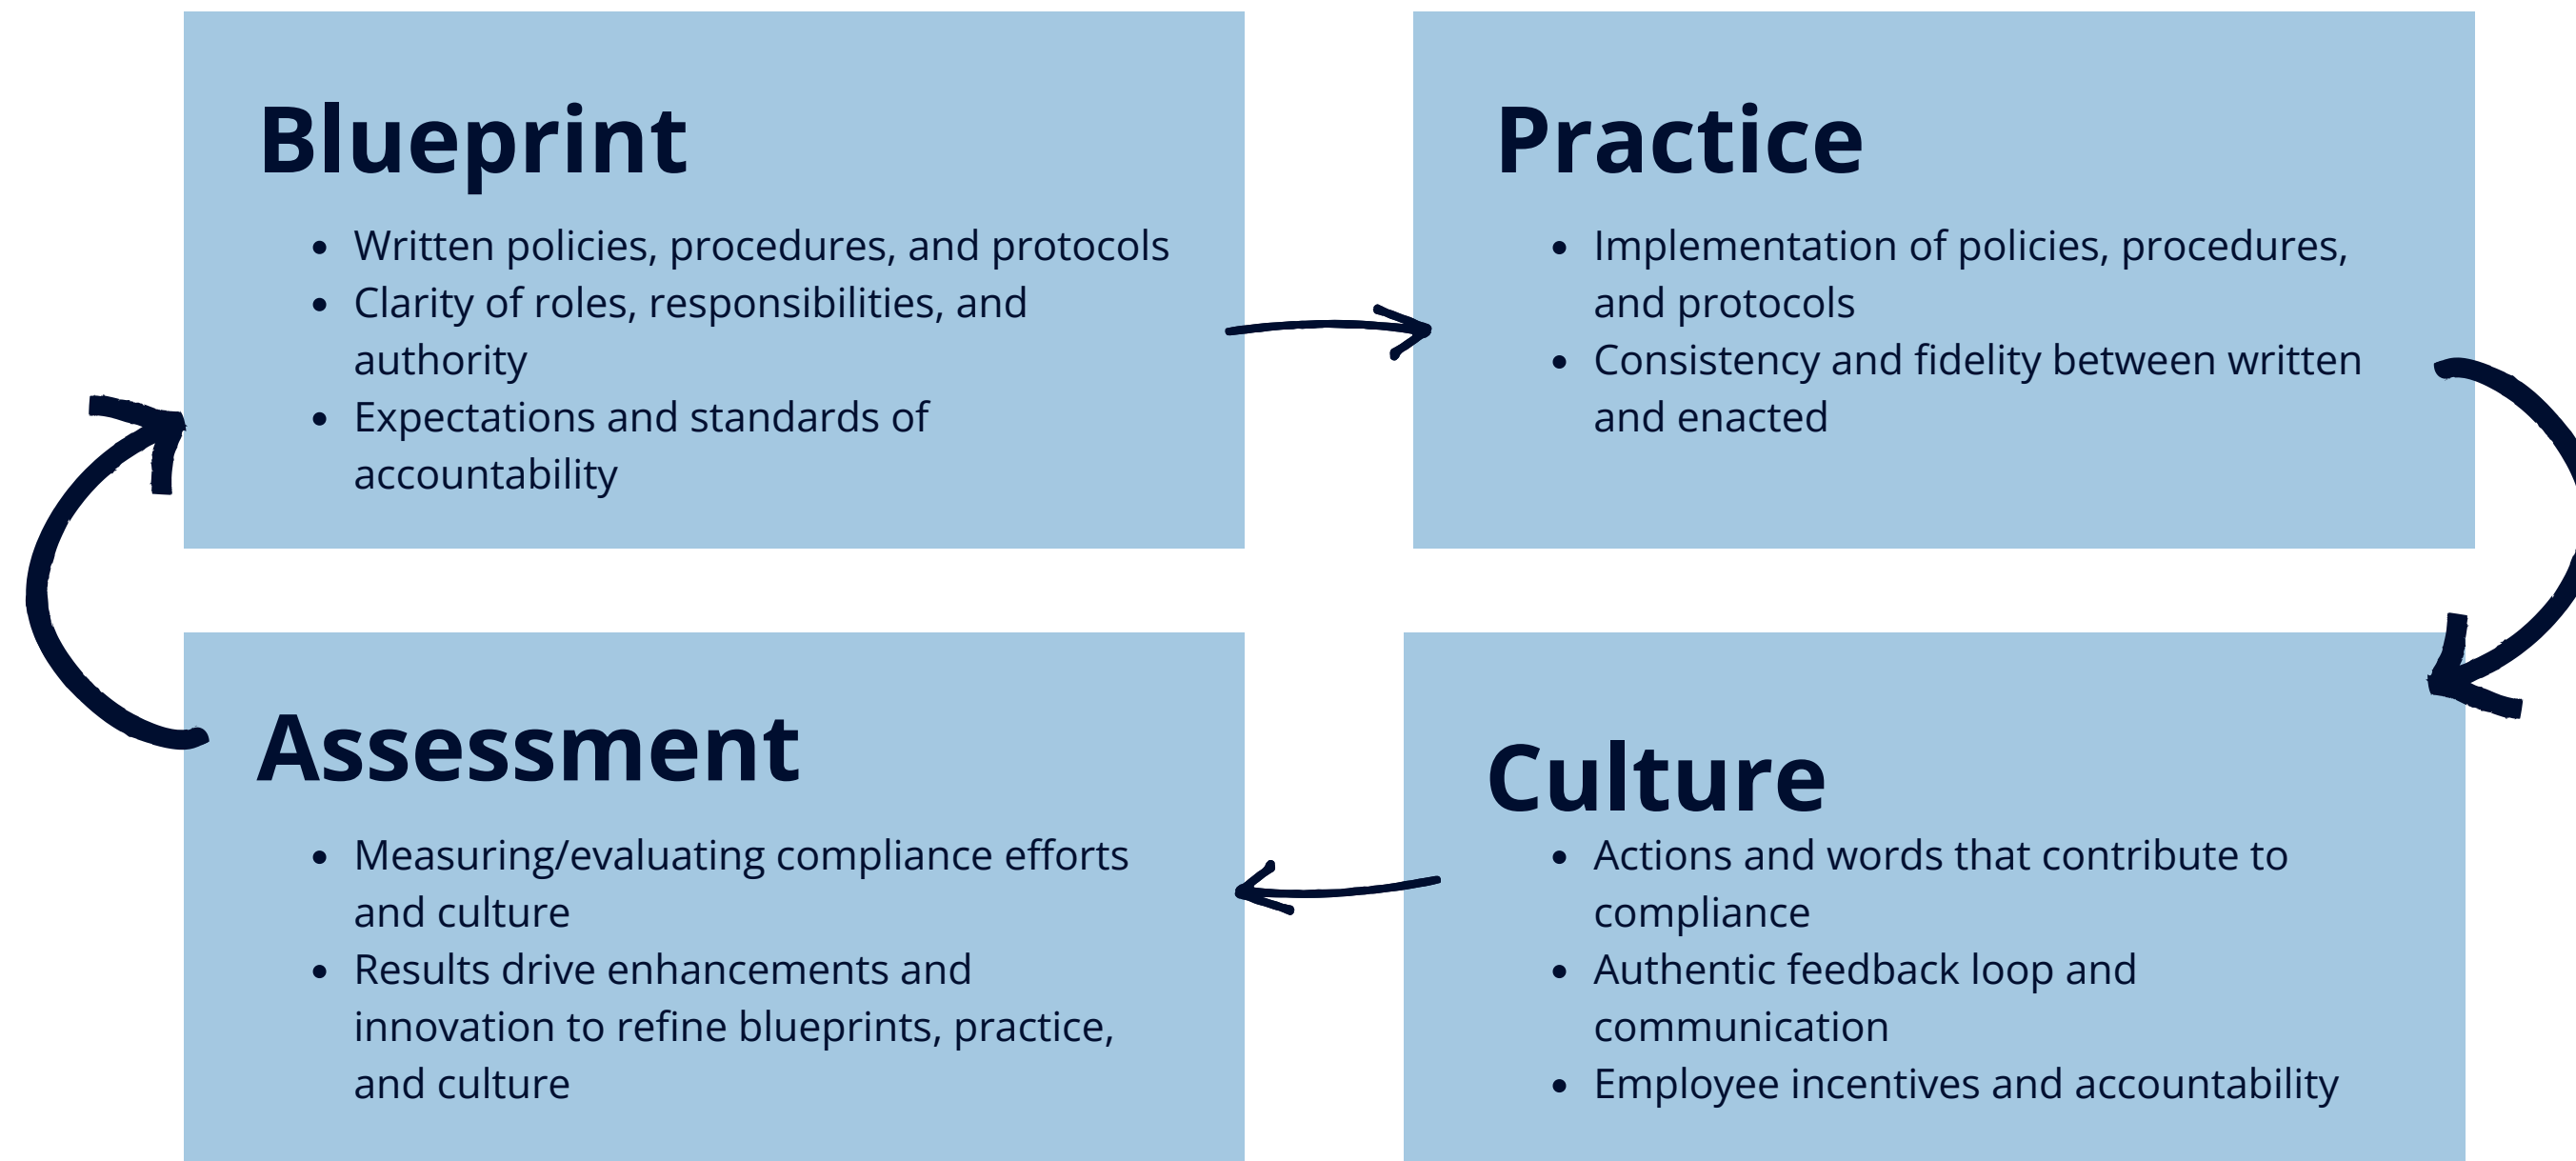 Blueprint
• Written policies, procedures, and protocols
• Clarity of roles, responsibilities, and
authority
• Expectations and standards of
accountability
Practice
• Implementation of policies, procedures,
and protocols
• Consistency and fidelity between written
and enacted
Assessment
• Measuring/evaluating compliance efforts
and culture
• Results drive enhancements and
innovation to refine blueprints, practice,
and culture
Culture
• Actions and words that contribute to
compliance
• Authentic feedback loop and
communication
• Employee incentives and accountability